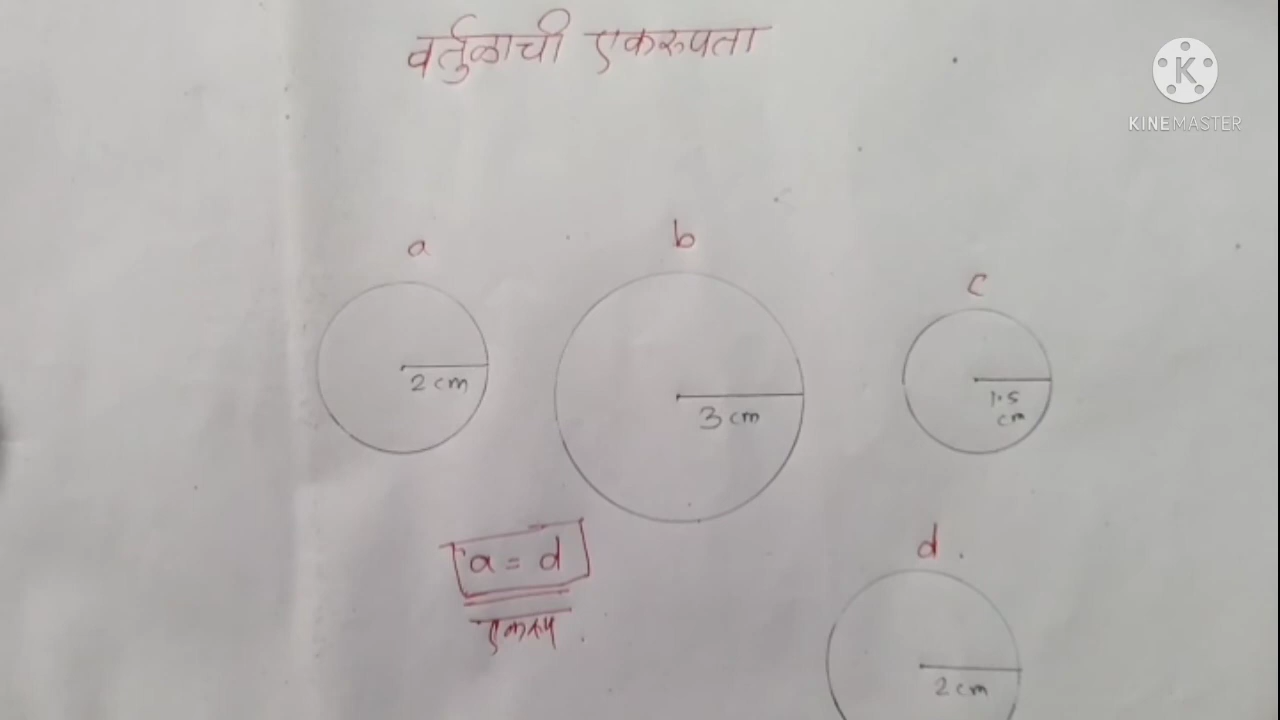 वर्तुळाची एकरुपता
K
KINEMASTER
a
b
c
2 cm
3 cm
1.5
cm
a = d
एकरुप .
d .
2 cm